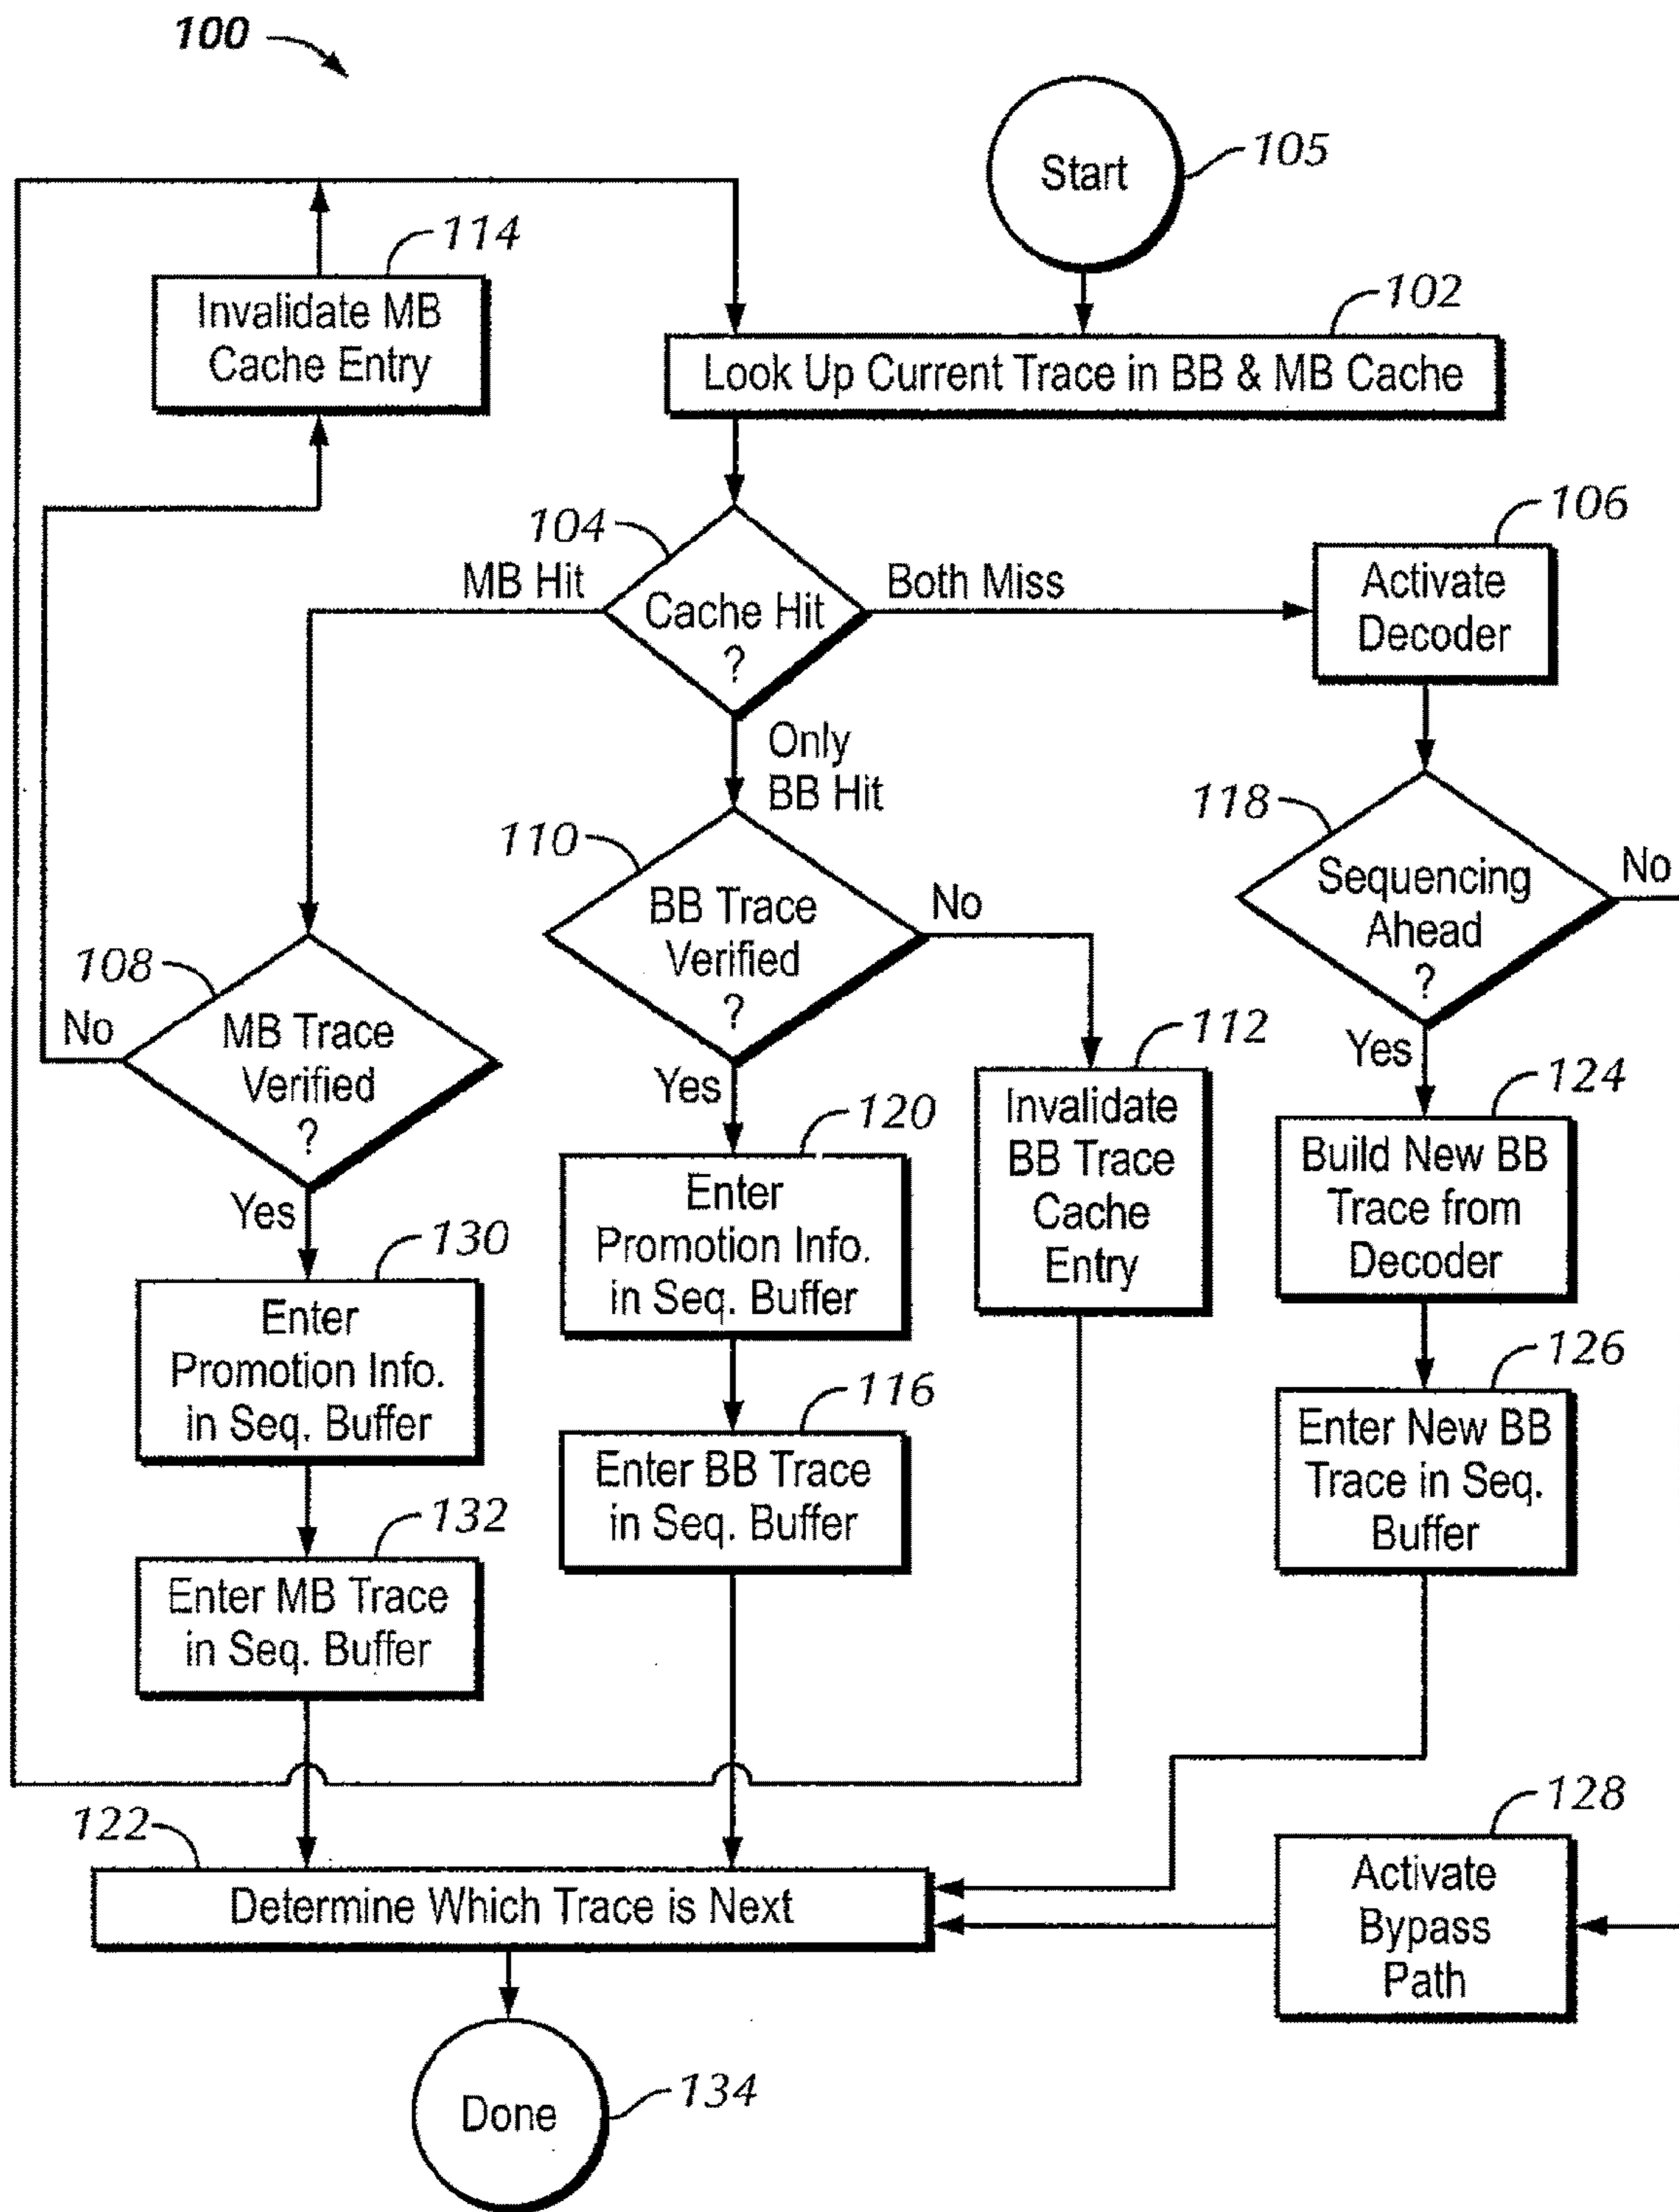 100
Start
105
114
Invalidate MB
Cache Entry
102
Look Up Current Trace in BB & MB Cache
104
MB Hit
Cache Hit
?
Both Miss
106
Activate
Decoder
Only
BB Hit
110
BB Trace
Verified
?
No
118
Sequencing
Ahead
?
No
108
No
MB Trace
Verified
?
Yes
112
Invalidate
BB Trace
Cache
Entry
Yes
124
Build New BB
Trace from
Decoder
120
Enter
Promotion Info.
in Seq. Buffer
Yes
130
Enter
Promotion Info.
in Seq. Buffer
116
Enter BB Trace
in Seq. Buffer
126
Enter New BB
Trace in Seq.
Buffer
132
Enter MB Trace
in Seq. Buffer
122
Determine Which Trace is Next
128
Activate
Bypass
Path
Done
134